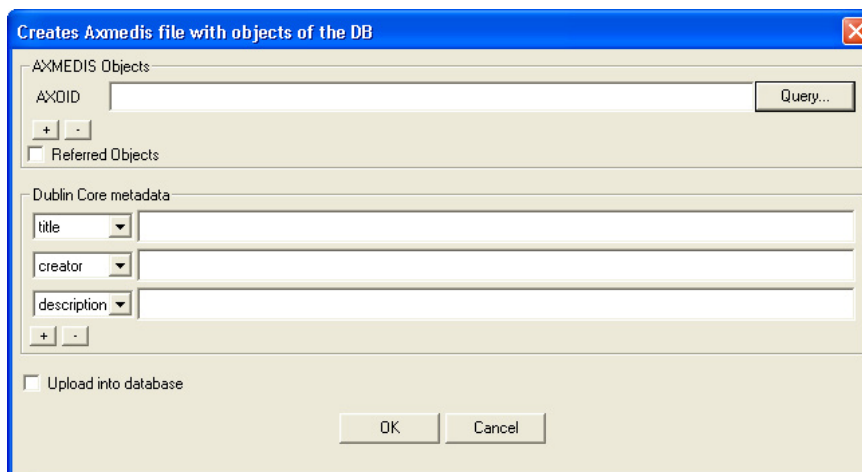 Creates Axmedis file with objects of the DB
AXMEDIS Objects
AXOID
Query...
+ -
Referred Objects
Dublin Core metadata
title
creator
description
+ -
Upload into database
OK Cancel